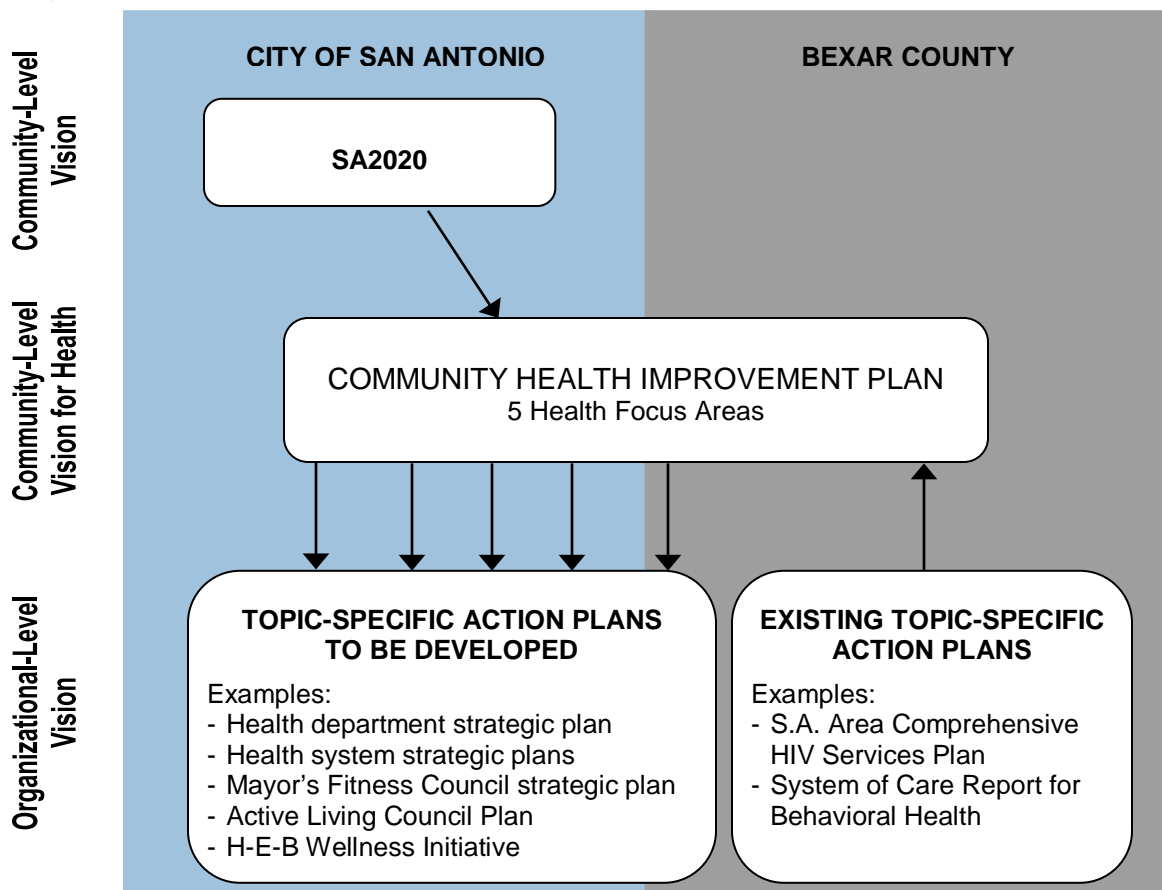 CITY OF SAN ANTONIO
BEXAR COUNTY
Community-Level
Vision
SA2020
Community-Level
Vision for Health
COMMUNITY HEALTH IMPROVEMENT PLAN
5 Health Focus Areas
Organizational-Level
Vision
TOPIC-SPECIFIC ACTION PLANS
TO BE DEVELOPED
Examples:
- Health department strategic plan
- Health system strategic plans
- Mayor’s Fitness Council strategic plan
- Active Living Council Plan
- H-E-B Wellness Initiative
EXISTING TOPIC-SPECIFIC
ACTION PLANS
Examples:
- S.A. Area Comprehensive
HIV Services Plan
- System of Care Report for
Behavioral Health